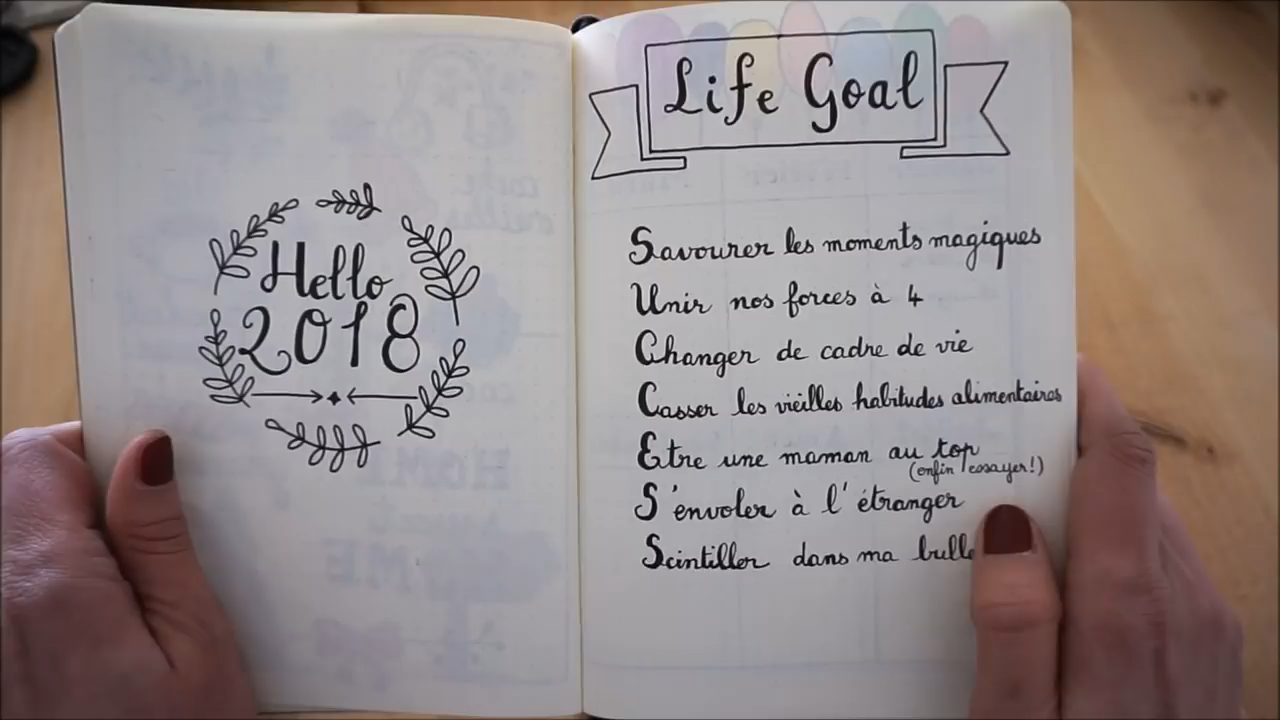 Hello
2018
Life Goal
Savourer les moments magiques
Unir nos forces à 4
Changer de cadre de vie
Casser les vieilles habitudes alimentaires
Etre une maman au top
(enfin essayer!)
S'envoler à l'étranger
Scintiller dans ma bulle